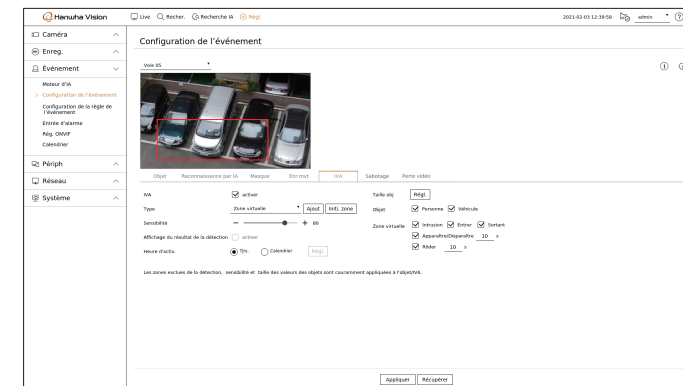 Hanwha Vision
Live Recher. Recherche IA Régl.
2021-02-03 12:39:58 admin
Caméra
Enreg.
Événement
Moteur d'IA
Configuration de l'événement
Configuration de la règle de l'événement
Entrée d'alarme
Rég. ONVIF
Calendrier
Périph
Réseau
Système
Configuration de l'événement
Voie 05
Objet Reconnaissance par IA Masque Enr mvt IVA Sabotage Perte vidéo
IVA activer
Type Zone virtuelle Ajout Initi. zone
Sensibilité 80
Affichage du résultat de la détection activer
Heure d'activ. Tjrs. Calendrier Régl.
Taille obj Régl.
Objet Personne Véhicule
Zone virtuelle Intrusion Entrer Sortant
Apparaître/Disparaître 10 s
Rôder 10 s
Les zones exclues de la détection, sensibilité et taille des valeurs des objets sont couramment appliquées à l'objet/IVA.
Appliquer Récupérer